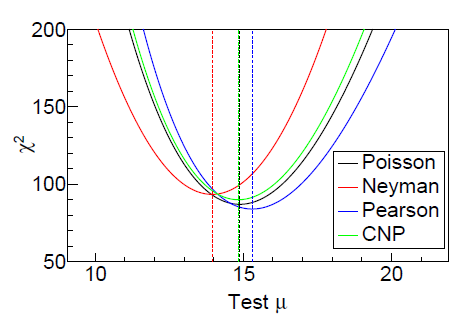 200
150
100
50
χ²
10
15
20
Test μ
Poisson
Neyman
Pearson
CNP